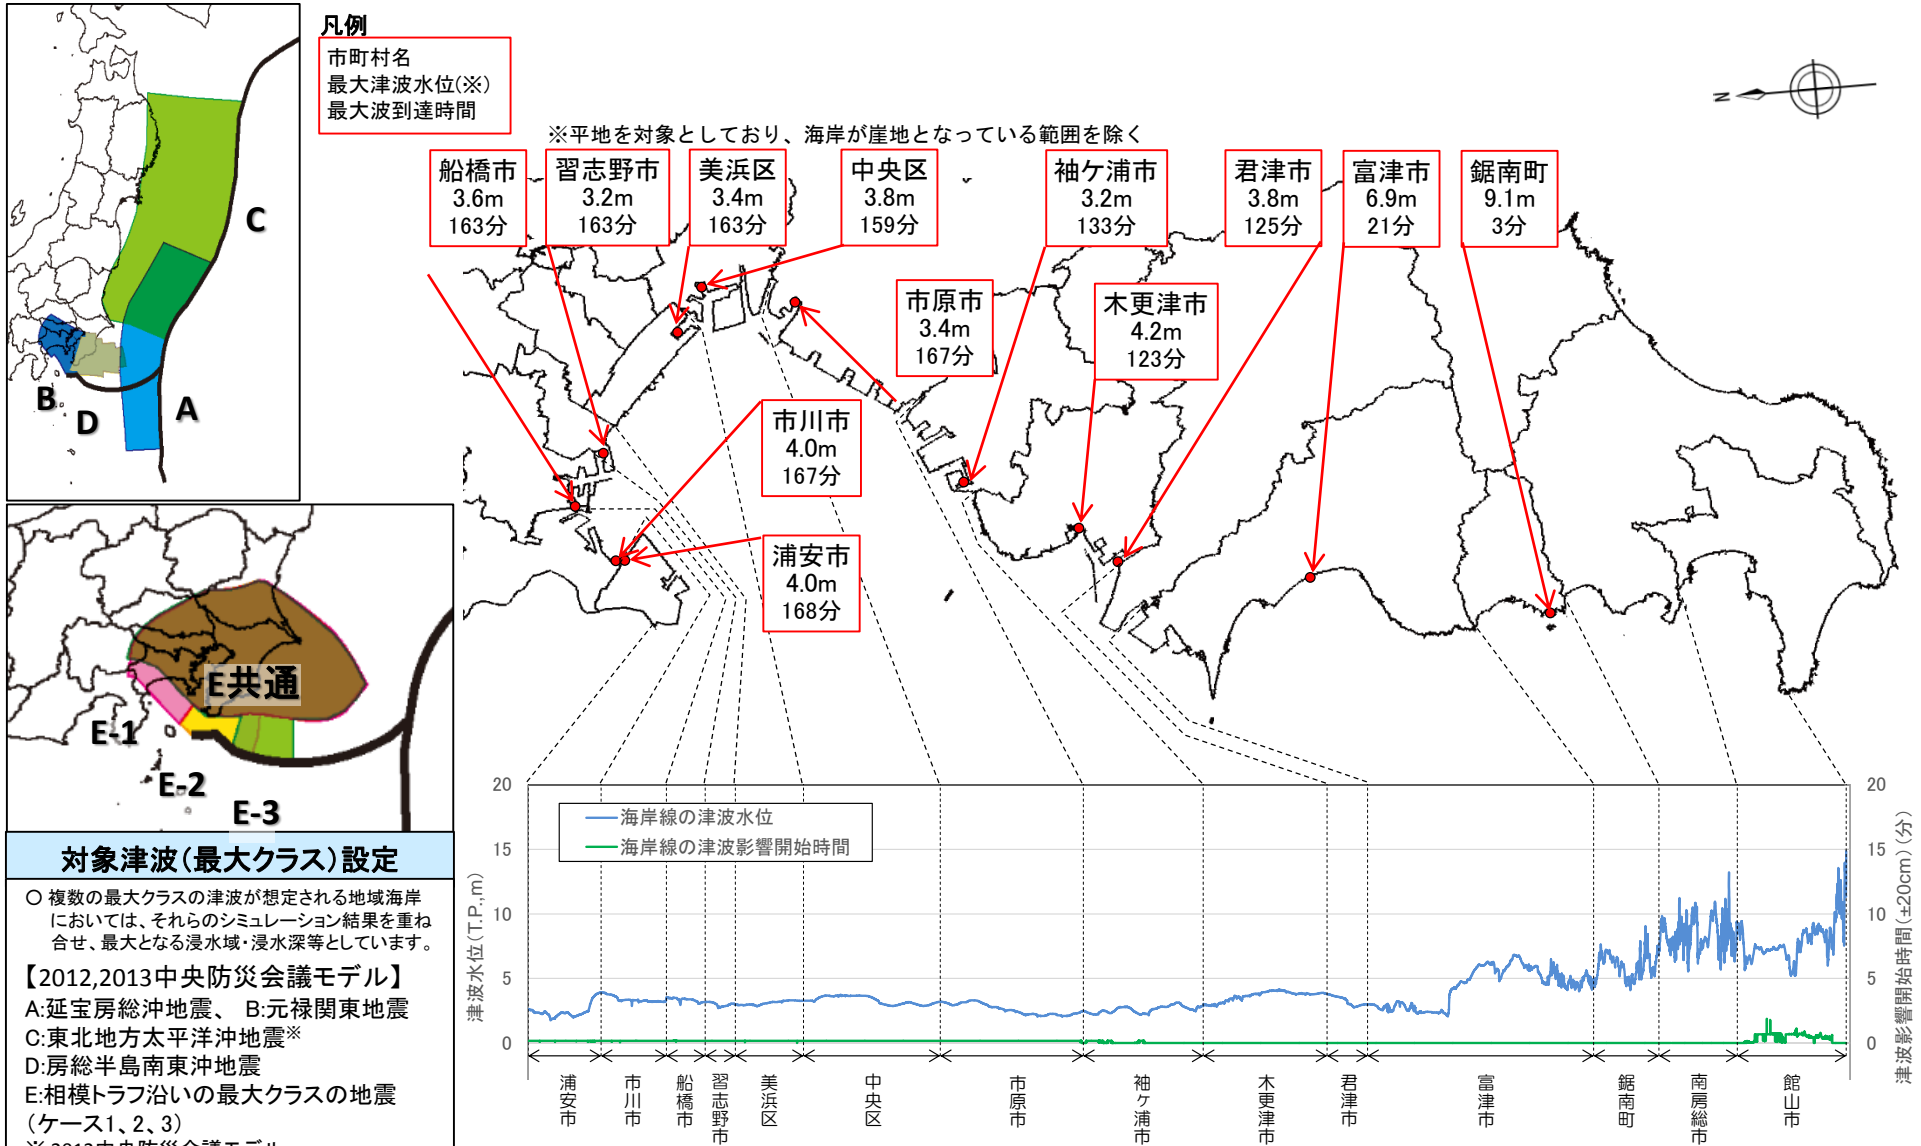 C
B
D
A
E共通
E-1
E-2
E-3
対象津波(最大クラス)設定
○ 複数の最大クラスの津波が想定される地域海岸
においては、それらのシミュレーション結果を重ね
合せ、最大となる浸水域・浸水深等としています。
【2012,2013中央防災会議モデル】
A:延宝房総沖地震、 B:元禄関東地震
C:東北地方太平洋沖地震※
D:房総半島南東沖地震
E:相模トラフ沿いの最大クラスの地震
(ケース1、2、3)
凡例
市町村名
最大津波水位(※)
最大波到達時間
※平地を対象としており、海岸が崖地となっている範囲を除く
N
船橋市
3.6m
163分
習志野市
3.2m
163分
美浜区
3.4m
163分
中央区
3.8m
159分
袖ケ浦市
3.2m
133分
君津市
3.8m
125分
富津市
6.9m
21分
鋸南町
9.1m
3分
市原市
3.4m
167分
木更津市
4.2m
123分
市川市
4.0m
167分
浦安市
4.0m
168分
津波水位(T.P.,m)
20
15
10
5
0
海岸線の津波水位
海岸線の津波影響開始時間
20
15
10
5
0
津波影響開始時間(±20cm)(分)
浦安市
市川市
船橋市
習志野市
美浜区
中央区
市原市
袖ヶ浦市
木更津市
君津市
富津市
鋸南町
南房総市
館山市